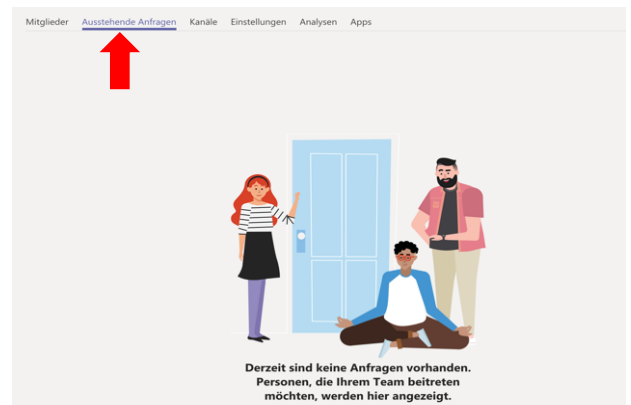 Mitglieder Ausstehende Anfragen Kanäle Einstellungen Analysen Apps
Derzeit sind keine Anfragen vorhanden.
Personen, die Ihrem Team beitreten
möchten, werden hier angezeigt.